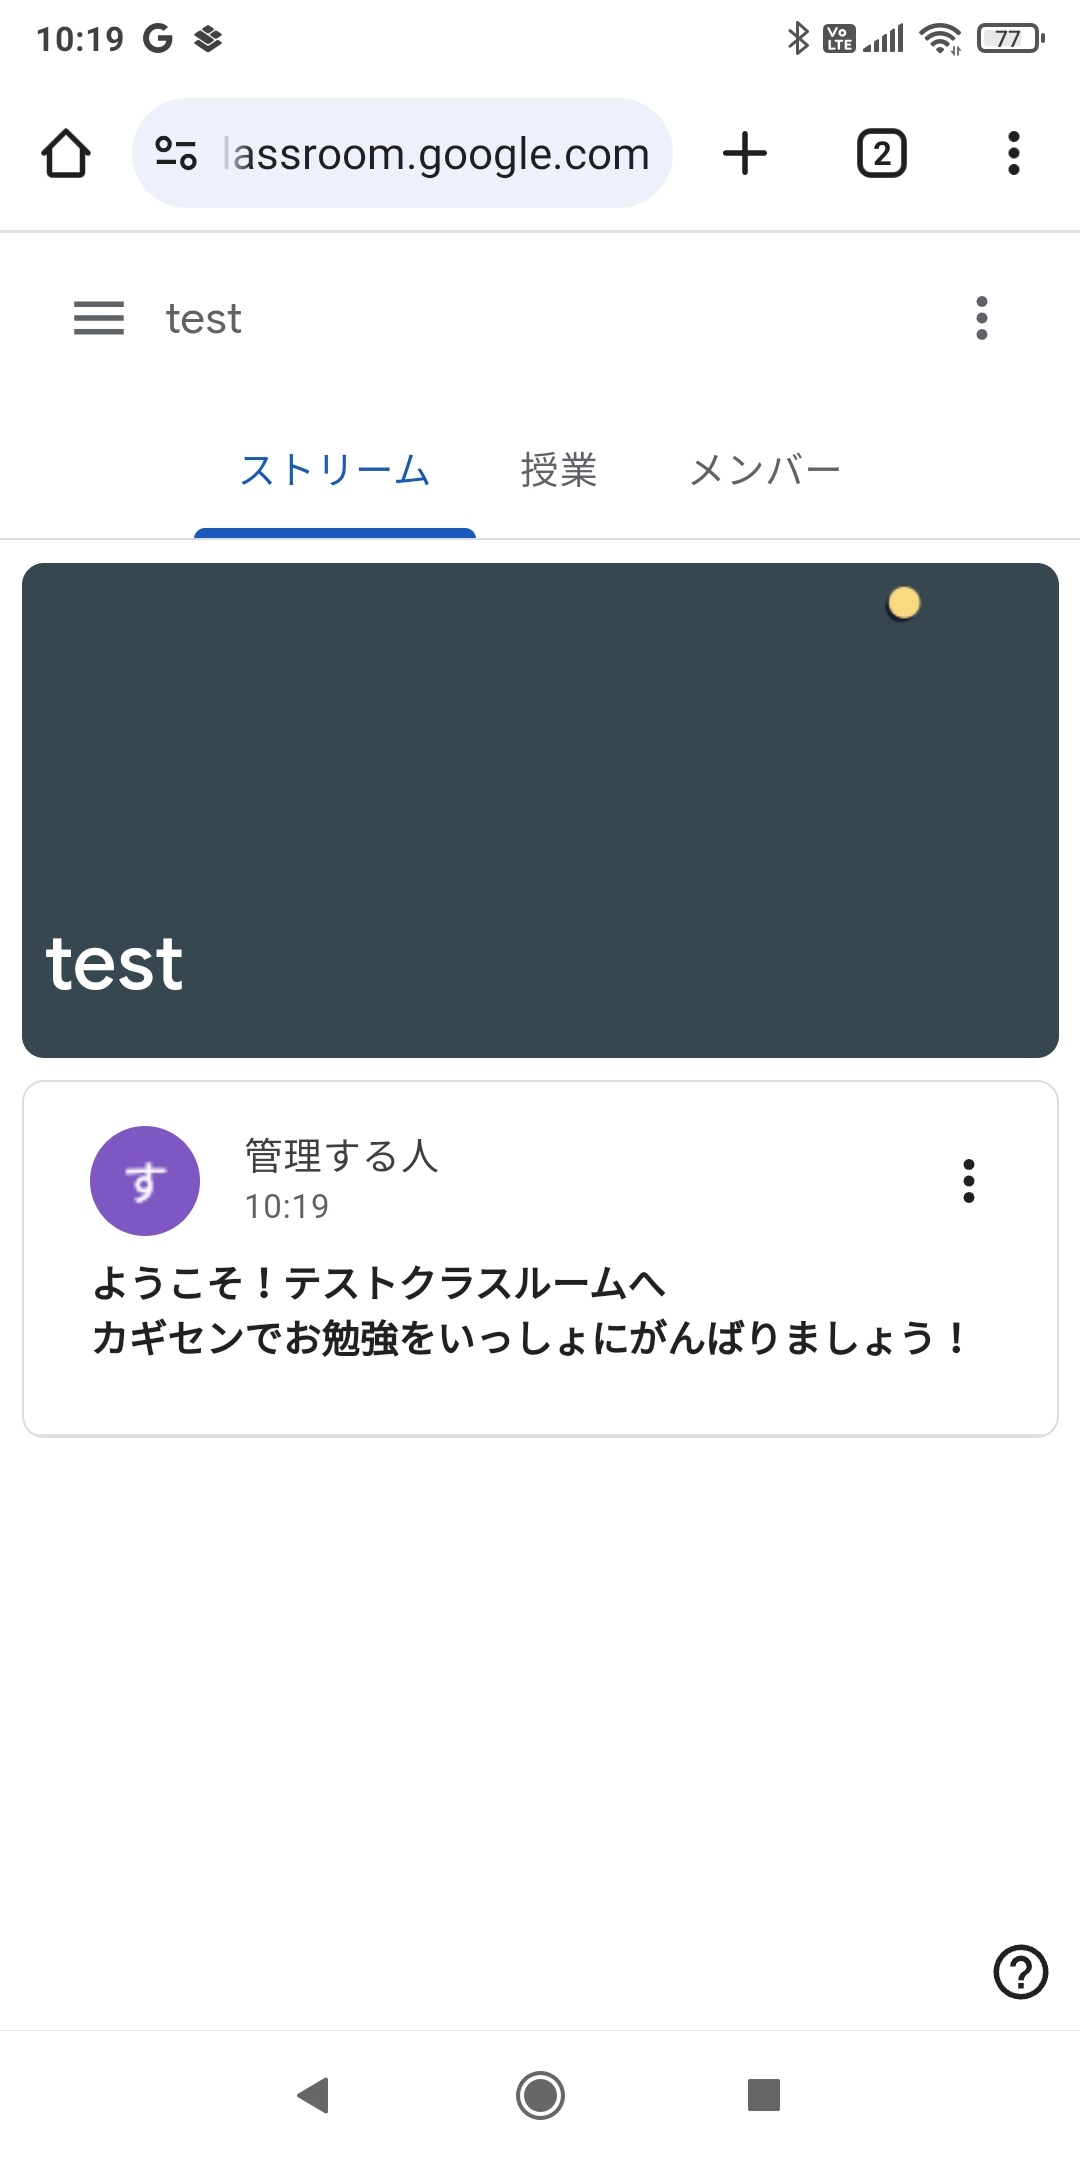 10:19
Vo LTE
77
lassroom.google.com
2
test
ストリーム 授業 メンバー
test
す
管理する人
10:19
ようこそ！テストクラスルームへ
カギセンでお勉強をいっしょにがんばりましょう！